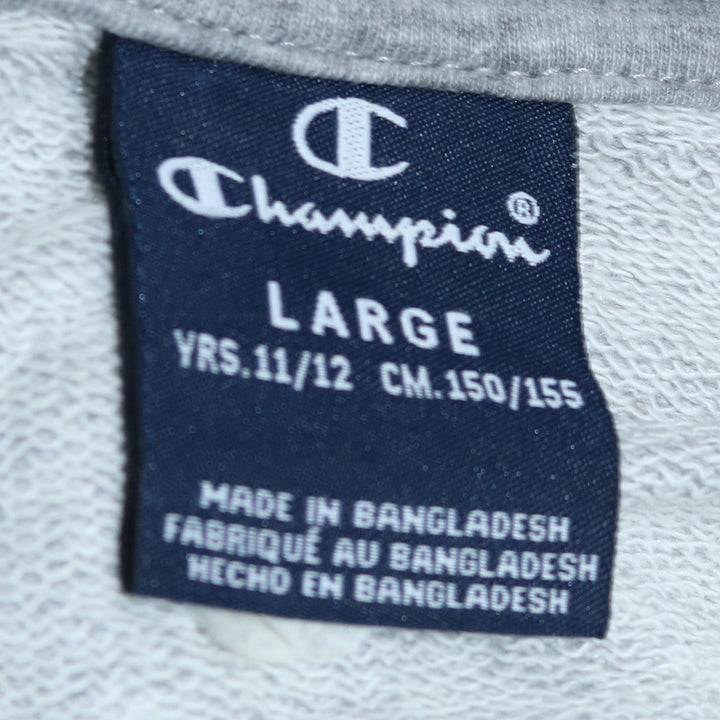 Champion®
LARGE
YRS.11/12 CM.150/155
MADE IN BANGLADESH
FABRIQUÉ AU BANGLADESH
HECHO EN BANGLADESH